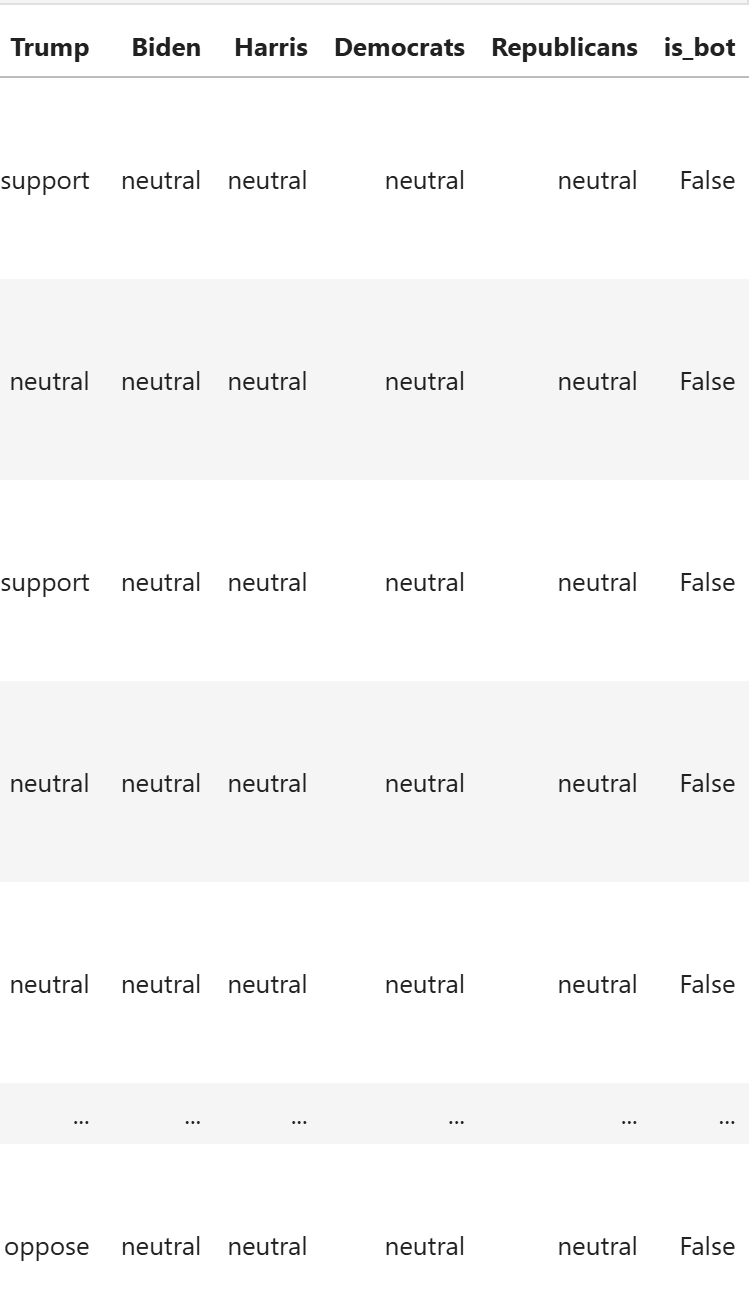 Trump Biden Harris Democrats Republicans is_bot
support neutral neutral neutral neutral False
neutral neutral neutral neutral neutral False
support neutral neutral neutral neutral False
neutral neutral neutral neutral neutral False
neutral neutral neutral neutral neutral False
... ... ... ... ... ...
oppose neutral neutral neutral neutral False